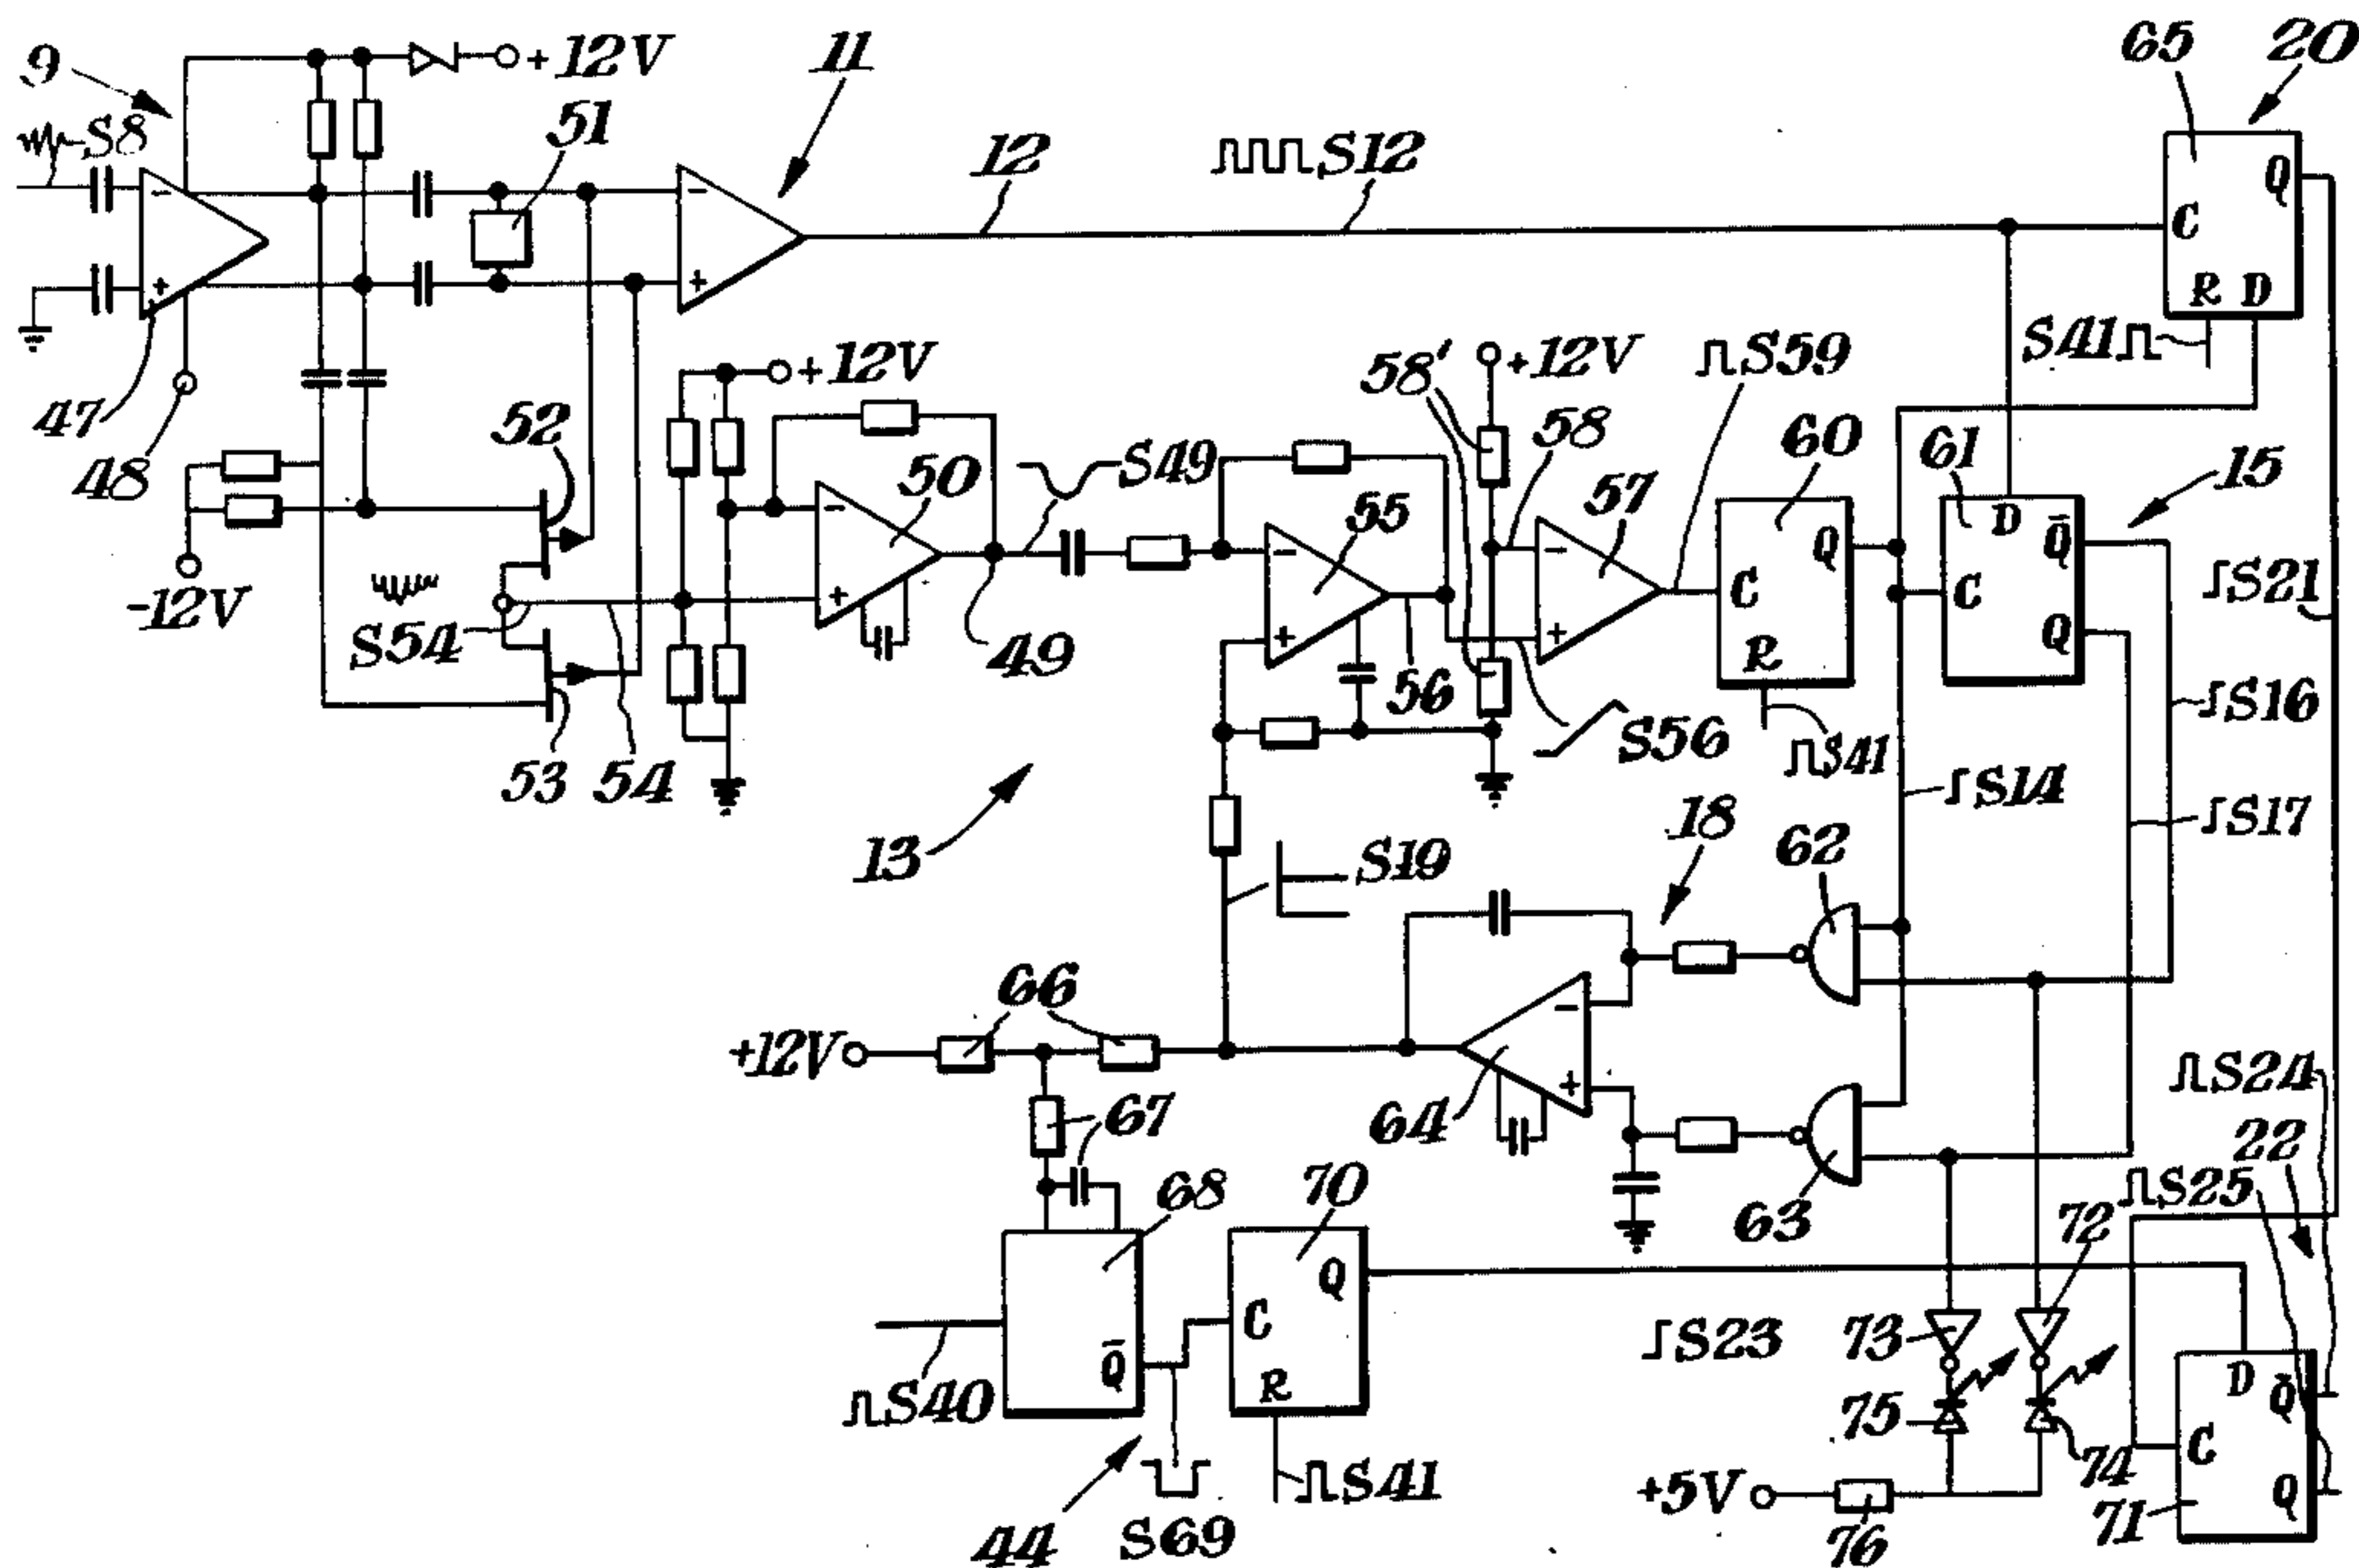 9
S8
+12V
11
51
12
S12
65
20
Q
C
R D
S41
-
+
-
+
47
48
-12V
52
+12V
50
S49
58'
+12V
58
S59
60
61
15
55
57
-
+
-
+
-
+
Q
C
R
D
Q̄
C
Q
S21
S54
53
54
49
56
S56
S41
S14
S16
S17
13
S19
18
62
66
+12V
-
+
64
63
67
68
70
72
S24
22
S25
Q
C
R
Q̄
S40
44
S69
S41
S23
73
75
74
+5V
76
D
Q̄
C
Q
71